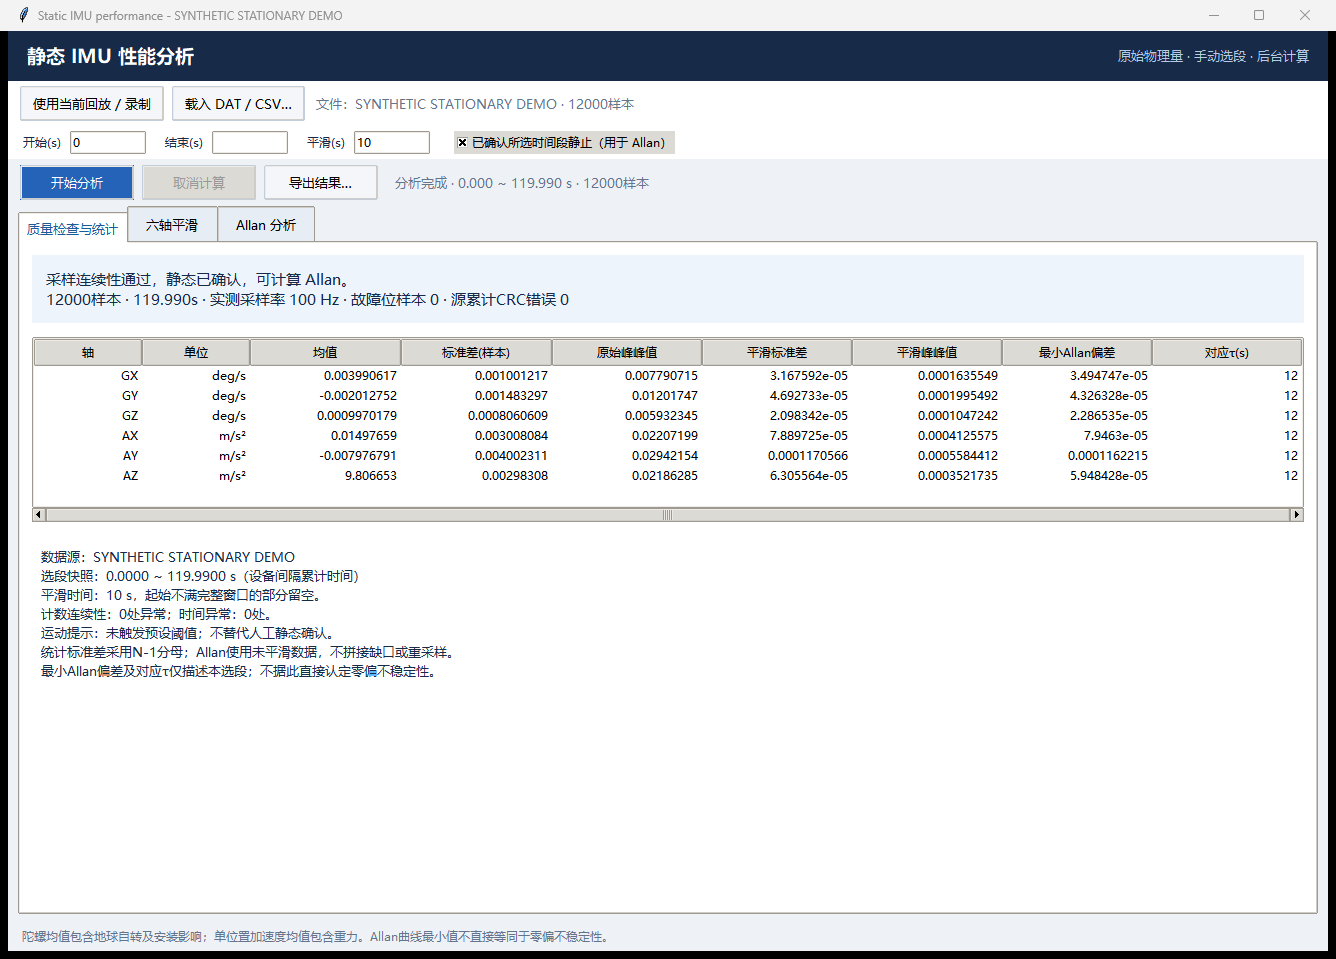 Static IMU performance - SYNTHETIC STATIONARY DEMO
静态 IMU 性能分析
原始物理量 · 手动选段 · 后台计算
使用当前回放 / 录制 载入 DAT / CSV... 文件：SYNTHETIC STATIONARY DEMO · 12000样本
开始(s) 0 结束(s) 平滑(s) 10 已确认所选时间段静止（用于 Allan）
开始分析 取消计算 导出结果... 分析完成 · 0.000 ~ 119.990 s · 12000样本
质量检查与统计 六轴平滑 Allan 分析
采样连续性通过，静态已确认，可计算 Allan。
12000样本 · 119.990s · 实测采样率 100 Hz · 故障位样本 0 · 源累计CRC错误 0
轴 单位 均值 标准差(样本) 原始峰峰值 平滑标准差 平滑峰峰值 最小Allan偏差 对应τ(s)
GX deg/s 0.003990617 0.001001217 0.007790715 3.167592e-05 0.0001635549 3.494747e-05 12
GY deg/s -0.002012752 0.001483297 0.01201747 4.692733e-05 0.0001995492 4.326328e-05 12
GZ deg/s 0.0009970179 0.0008060609 0.005932345 2.098342e-05 0.0001047242 2.286535e-05 12
AX m/s² 0.01497659 0.003008084 0.02207199 7.889725e-05 0.0004125575 7.9463e-05 12
AY m/s² -0.007976791 0.004002311 0.02942154 0.0001170566 0.0005584412 0.0001162215 12
AZ m/s² 9.806653 0.00298308 0.02186285 6.305564e-05 0.0003521735 5.948428e-05 12
数据源：SYNTHETIC STATIONARY DEMO
选段快照：0.0000 ~ 119.9900 s（设备间隔累计时间）
平滑时间：10 s，起始不满完整窗口的部分留空。
计数连续性：0处异常；时间异常：0处。
运动提示：未触发预设阈值；不替代人工静态确认。
统计标准差采用N-1分母；Allan使用未平滑数据，不拼接缺口或重采样。
最小Allan偏差及对应τ仅描述本选段；不据此直接认定零偏不稳定性。
陀螺均值包含地球自转及安装影响；单位置加速度均值包含重力。Allan曲线最小值不直接等同于零偏不稳定性。